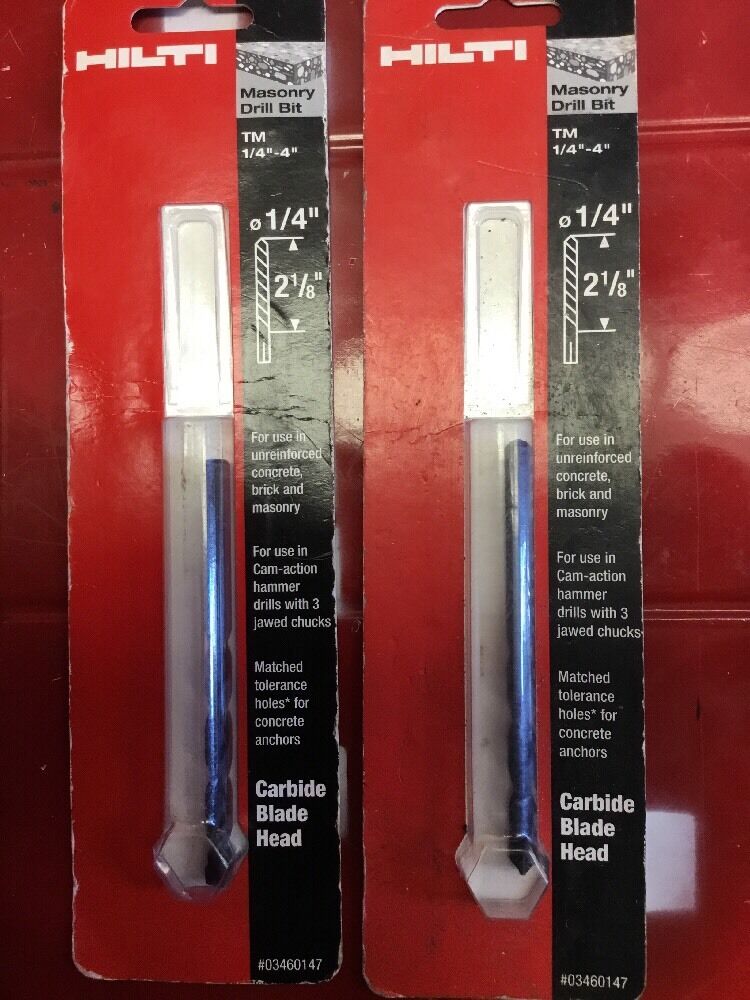 HILTI
Masonry
Drill Bit
TM
1/4"-4"
ø 1/4"
2 1/8"
For use in
unreinforced
concrete,
brick and
masonry
For use in
Cam-action
hammer
drills with 3
jawed chucks
Matched
tolerance
holes* for
concrete
anchors
Carbide
Blade
Head
#03460147
HILTI
Masonry
Drill Bit
TM
1/4"-4"
ø 1/4"
2 1/8"
For use in
unreinforced
concrete,
brick and
masonry
For use in
Cam-action
hammer
drills with 3
jawed chucks
Matched
tolerance
holes* for
concrete
anchors
Carbide
Blade
Head
#03460147